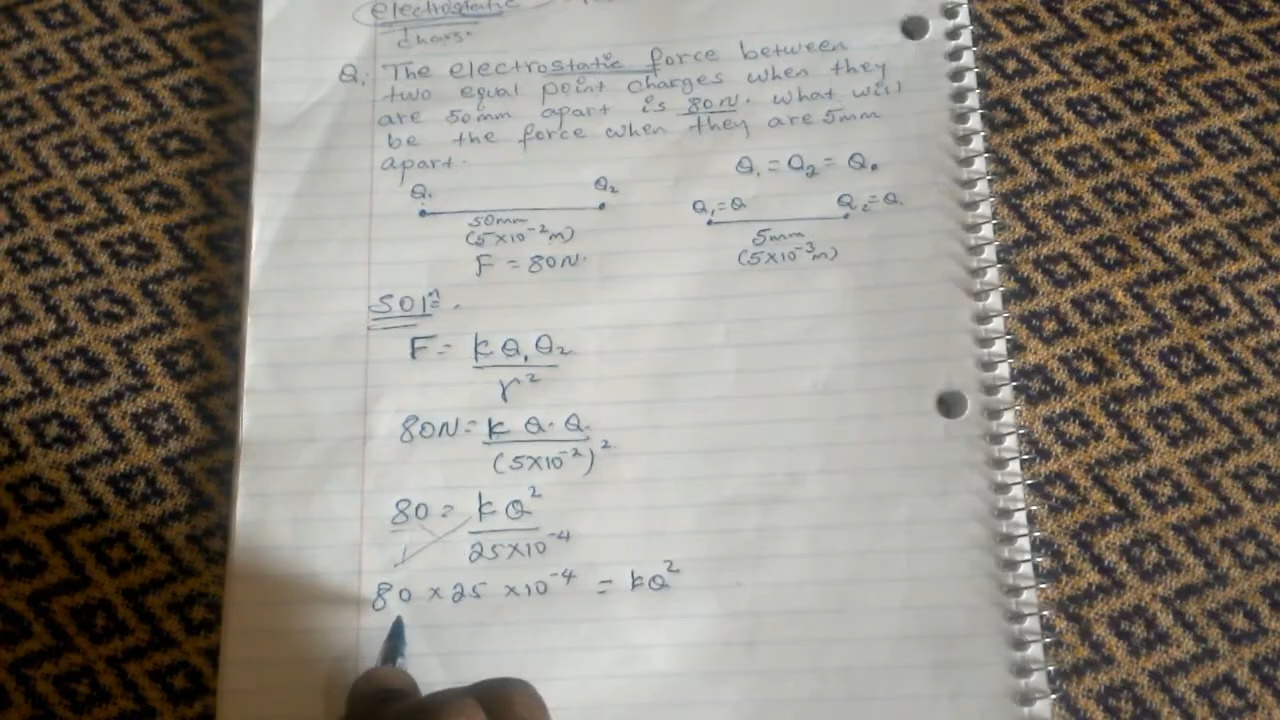 electrostatic
Q. The electrostatic force between
two equal point charges when they
are 50mm apart is 80N. What will
be the force when they are 5mm
apart.
Q₁ = Q₂ = Q.
Q₁ Q₂
50mm
(5×10⁻²m)
F = 80N.
Q₁=Q Q₂=Q.
5mm
(5×10⁻³m)
SOLⁿ.
F = kQ₁Q₂
r²
80N = k Q.Q.
(5×10⁻²)²
80 = kQ²
25×10⁻⁴
80 × 25 × 10⁻⁴ = kQ²